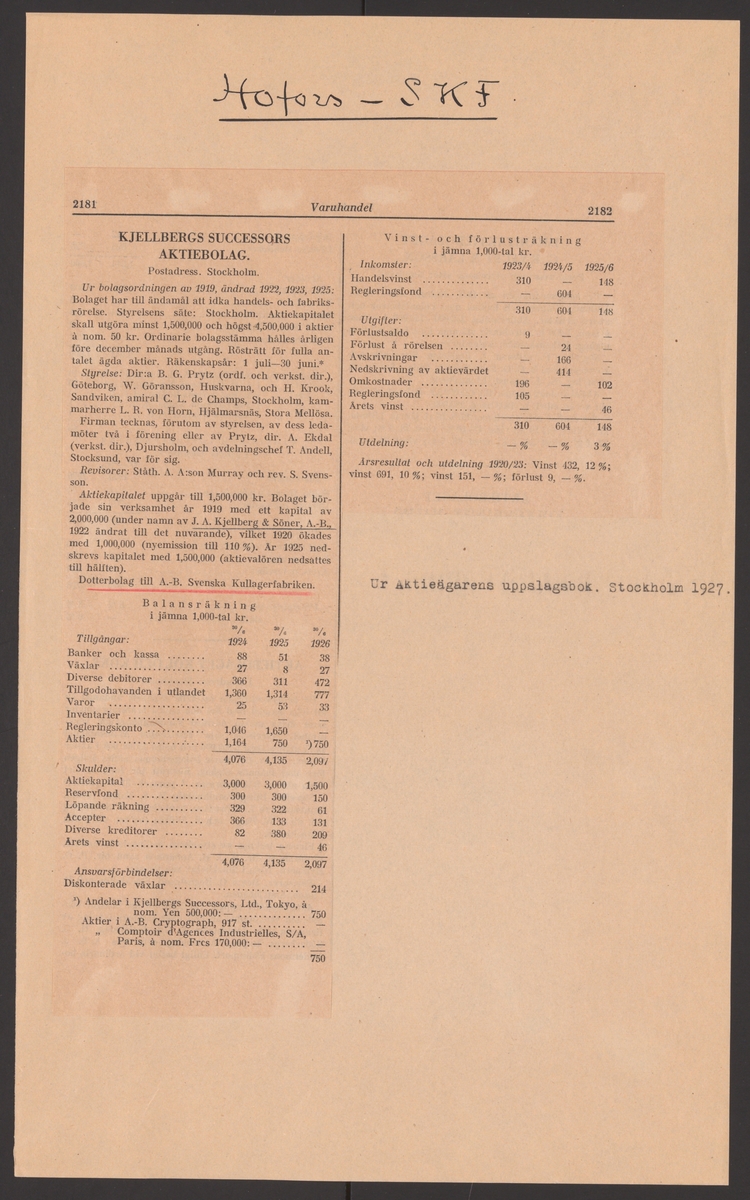 Hofors – SKF.
2181 Varuhandel 2182
KJELLBERGS SUCCESSORS
AKTIEBOLAG.
Postadress. Stockholm.
Ur bolagsordningen av 1919, ändrad 1922, 1923, 1925:
Bolaget har till ändamål att idka handels- och fabriks-
rörelse. Styrelsens säte: Stockholm. Aktiekapitalet
skall utgöra minst 1,500,000 och högst 4,500,000 i aktier
à nom. 50 kr. Ordinarie bolagsstämma hålles årligen
före december månads utgång. Rösträtt för fulla an-
talet ägda aktier. Räkenskapsår: 1 juli—30 juni.
Styrelse: Dir:a B. G. Prytz (ordf. och verkst. dir.),
Göteborg, W. Göransson, Huskvarna, och H. Krook,
Sandviken, amiral C. L. de Champs, Stockholm, kam-
marherre L. R. von Horn, Hjälmarsnäs, Stora Mellösa.
Firman tecknas, förutom av styrelsen, av dess leda-
möter två i förening eller av Prytz, dir. A. Ekdal
(verkst. dir.), Djursholm, och avdelningschef T. Andell,
Stocksund, var för sig.
Revisorer: Ståth. A. A:son Murray och rev. S. Svens-
son.
Aktiekapitalet uppgår till 1,500,000 kr. Bolaget bör-
jade sin verksamhet år 1919 med ett kapital av
2,000,000 (under namn av J. A. Kjellberg & Söner, A.-B.,
1922 ändrat till det nuvarande), vilket 1920 ökades
med 1,000,000 (nyemission till 110 %). År 1925 ned-
skrevs kapitalet med 1,500,000 (aktievalören nedsattes
till hälften).
Dotterbolag till A.-B. Svenska Kullagerfabriken.
Balansräkning
i jämna 1,000-tal kr.
30/6 30/6 30/6
Tillgångar: 1924 1925 1926
Banker och kassa ........ 88 51 38
Växlar .................... 27 8 27
Diverse debitorer .......... 366 311 472
Tillgodohavanden i utlandet 1,360 1,314 777
Varor .................... 25 53 33
Inventarier ................ — — —
Regleringskonto ............ 1,046 1,650 —
Aktier .................... 1,164 750 ¹) 750
4,076 4,135 2,097
Skulder:
Aktiekapital .............. 3,000 3,000 1,500
Reservfond ................ 300 300 150
Löpande räkning .......... 329 322 61
Accepter .................. 366 133 131
Diverse kreditorer ........ 82 380 209
Årets vinst ................ — — 46
4,076 4,135 2,097
Ansvarsförbindelser:
Diskonterade växlar .......................... 214
¹) Andelar i Kjellbergs Successors, Ltd., Tokyo, à
nom. Yen 500,000: — .............. 750
Aktier i A.-B. Cryptograph, 917 st. .......... —
„ Comptoir d'Agences Industrielles, S/A,
Paris, à nom. Frcs 170,000: — ........ —
750
Vinst- och förlusträkning
i jämna 1,000-tal kr.
Inkomster: 1923/4 1924/5 1925/6
Handelsvinst .............. 310 — 148
Regleringsfond ............ — 604 —
310 604 148
Utgifter:
Förlustsaldo .............. 9 — —
Förlust å rörelsen ........ — 24 —
Avskrivningar ............ — 166 —
Nedskrivning av aktievärdet — 414 —
Omkostnader .............. 196 — 102
Regleringsfond ............ 105 — —
Årets vinst ................ — — 46
310 604 148
Utdelning: — % — % 3 %
Årsresultat och utdelning 1920/23: Vinst 432, 12 %;
vinst 691, 10 %; vinst 151, — %; förlust 9, — %.
Ur Aktieägarens uppslagsbok. Stockholm 1927.